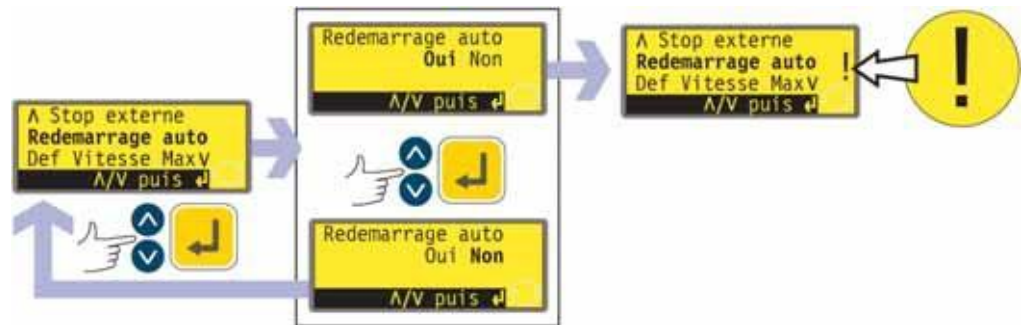 Λ Stop externe
Redemarrage auto
Def Vitesse Max V
Λ/V puis ↲
Redemarrage auto
Oui Non
Λ/V puis ↲
Redemarrage auto
Oui Non
Λ/V puis ↲
Λ Stop externe
Redemarrage auto !
Def Vitesse Max V
Λ/V puis ↲
!